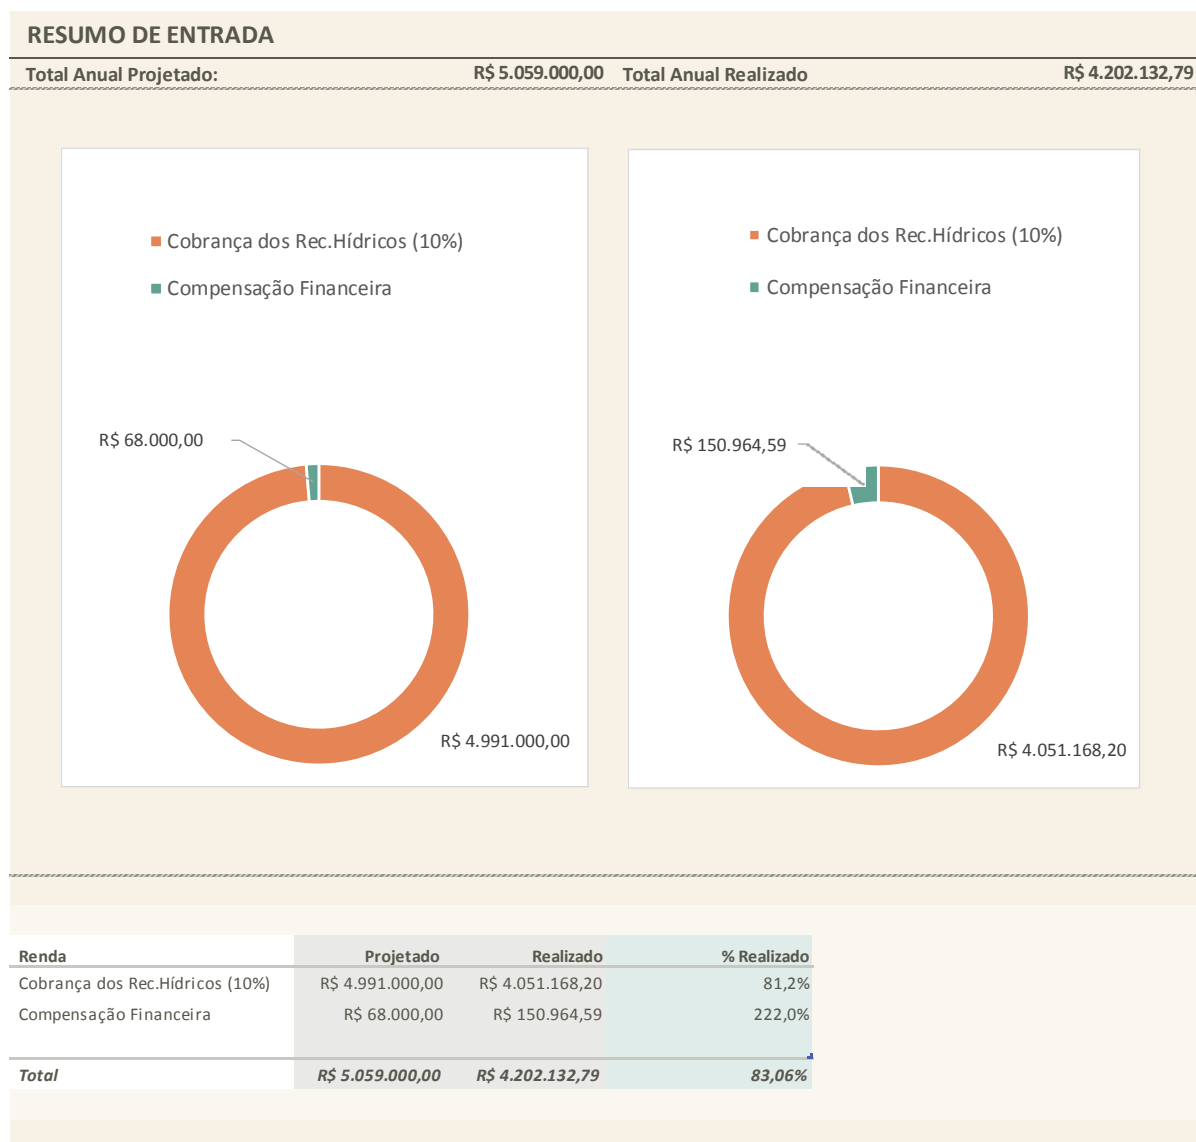 RESUMO DE ENTRADA
Total Anual Projetado: R$ 5.059.000,00 Total Anual Realizado R$ 4.202.132,79
Cobrança dos Rec.Hídricos (10%)
Compensação Financeira
R$ 68.000,00
R$ 4.991.000,00
Cobrança dos Rec.Hídricos (10%)
Compensação Financeira
R$ 150.964,59
R$ 4.051.168,20
Renda Projetado Realizado % Realizado
Cobrança dos Rec.Hídricos (10%) R$ 4.991.000,00 R$ 4.051.168,20 81,2%
Compensação Financeira R$ 68.000,00 R$ 150.964,59 222,0%
Total R$ 5.059.000,00 R$ 4.202.132,79 83,06%